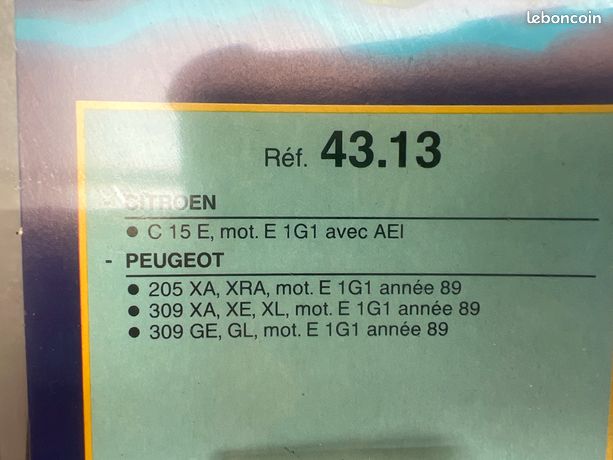 leboncoin
Réf. 43.13
- CITROEN
• C 15 E, mot. E 1G1 avec AEI
- PEUGEOT
• 205 XA, XRA, mot. E 1G1 année 89
• 309 XA, XE, XL, mot. E 1G1 année 89
• 309 GE, GL, mot. E 1G1 année 89